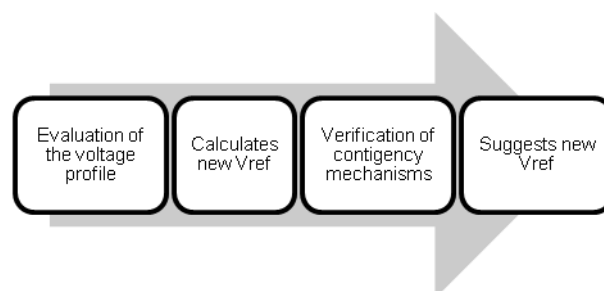 Evaluation of
the voltage
profile
Calculates
new Vref
Verification of
contigency
mechanisms
Suggests new
Vref